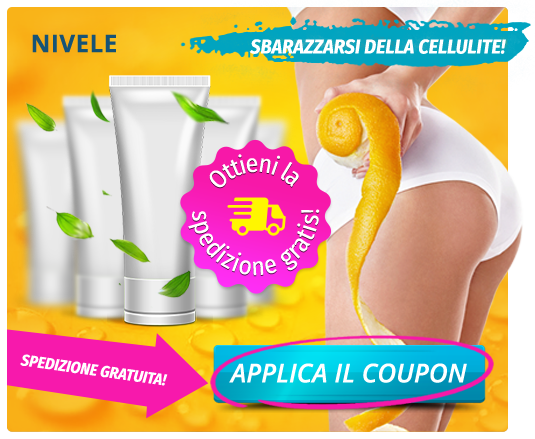 NIVELE
SBARAZZARSI DELLA CELLULITE!
Ottieni la
spedizione gratis!
SPEDIZIONE GRATUITA!
APPLICA IL COUPON